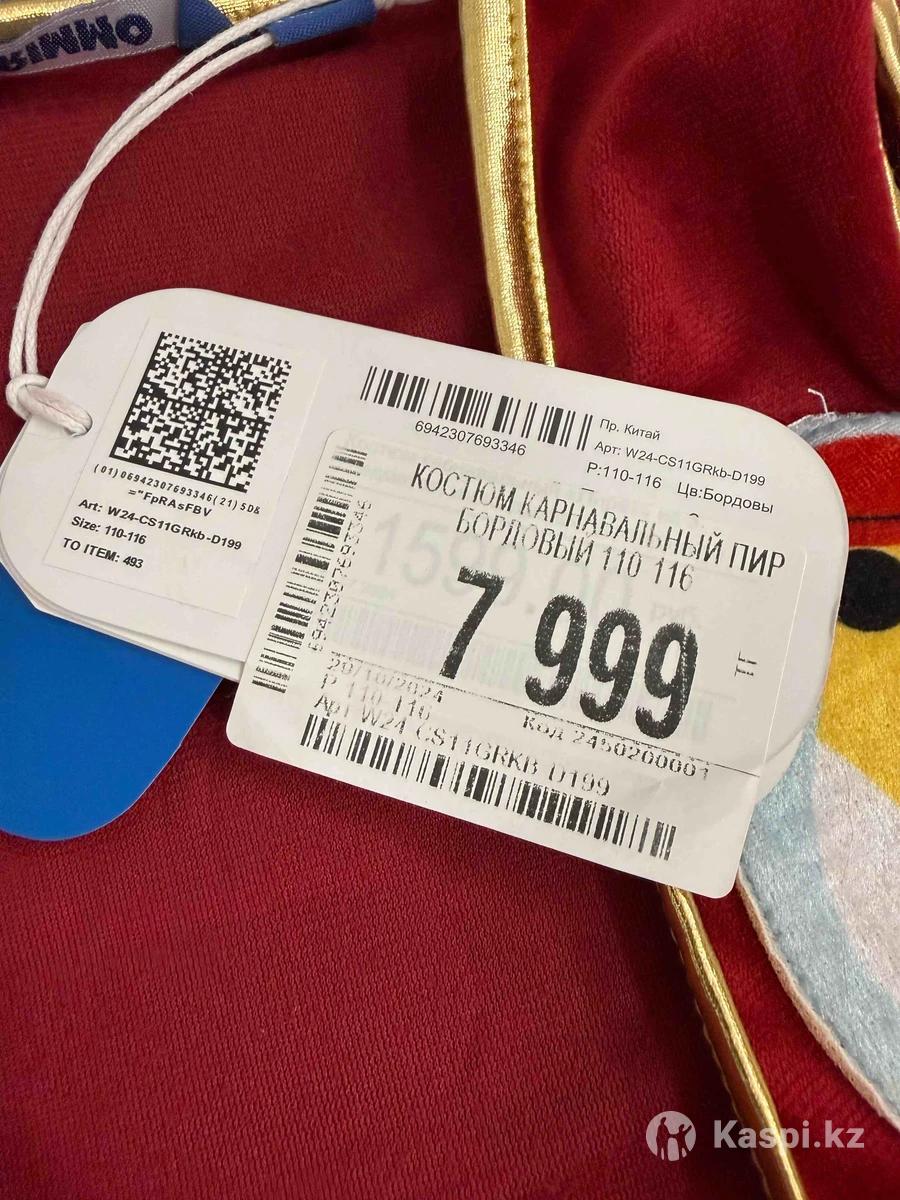 (01)06942307693346(21)5D&
="FpRAsFBV
Art: W24-CS11GRkb-D199
Size: 110-116
TO ITEM: 493
6942307693346
Пр. Китай
Арт: W24-CS11GRkb-D199
Р:110-116 Цв:Бордовы
КОСТЮМ КАРНАВАЛЬНЫЙ ПИР
БОРДОВЫЙ 110 116
6942307693346
7 999
ТГ
29/10/2024
Р 110 116
Код 2450200001
Арт W24 CS11GRKB D199
Kaspi.kz